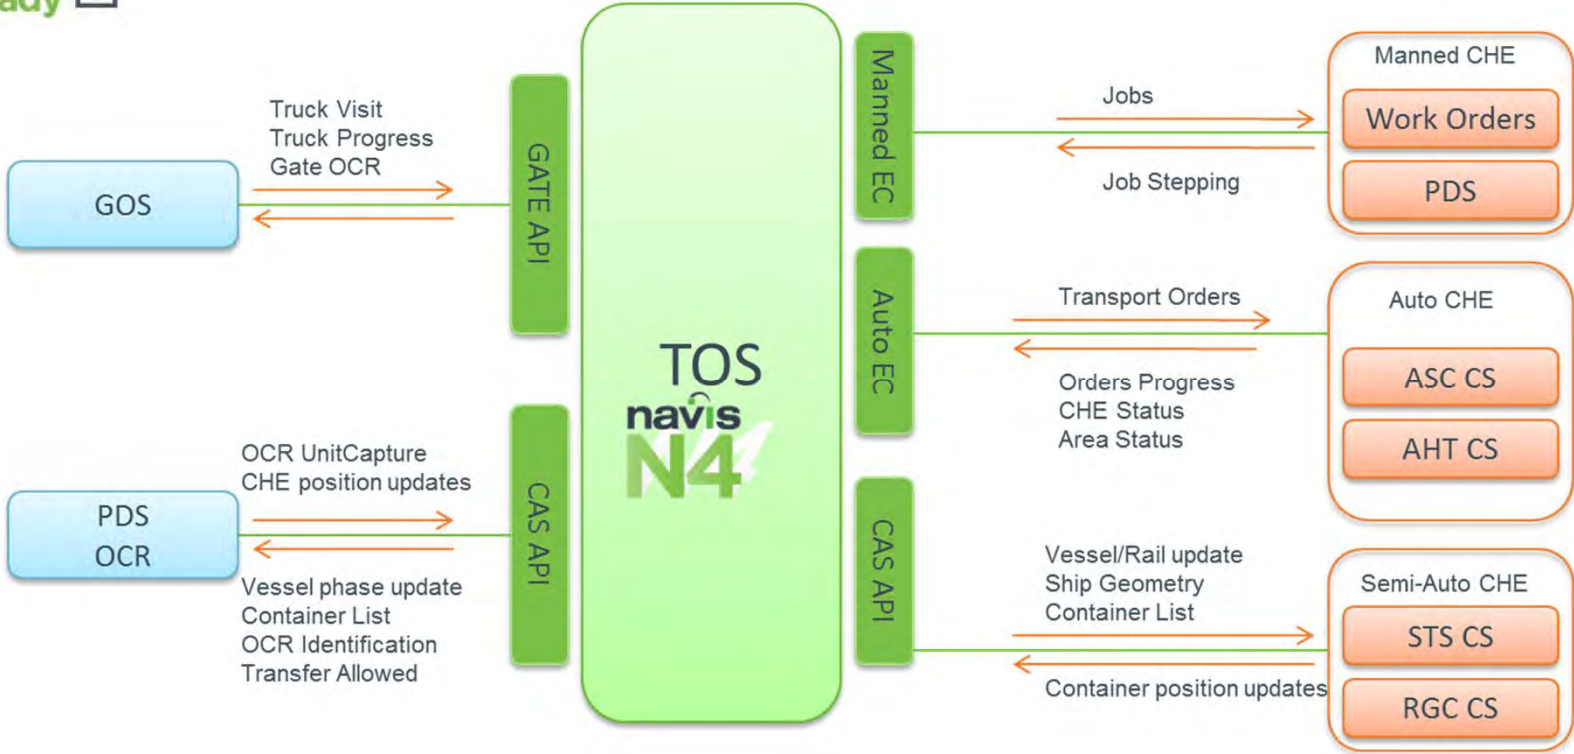 ady
Truck Visit
Truck Progress
Gate OCR
GOS
GATE API
OCR UnitCapture
CHE position updates
PDS
OCR
Vessel phase update
Container List
OCR Identification
Transfer Allowed
CAS API
TOS
navis
N4
Manned EC
Jobs
Job Stepping
Manned CHE
Work Orders
PDS
Auto EC
Transport Orders
Orders Progress
CHE Status
Area Status
Auto CHE
ASC CS
AHT CS
CAS API
Vessel/Rail update
Ship Geometry
Container List
Container position updates
Semi-Auto CHE
STS CS
RGC CS